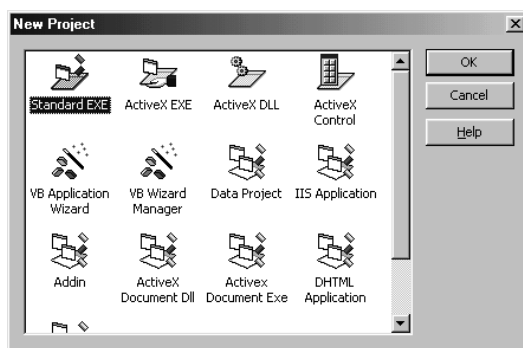 New Project
Standard EXE
ActiveX EXE
ActiveX DLL
ActiveX
Control
VB Application
Wizard
VB Wizard
Manager
Data Project
IIS Application
Addin
ActiveX
Document Dll
Activex
Document Exe
DHTML
Application
OK
Cancel
Help